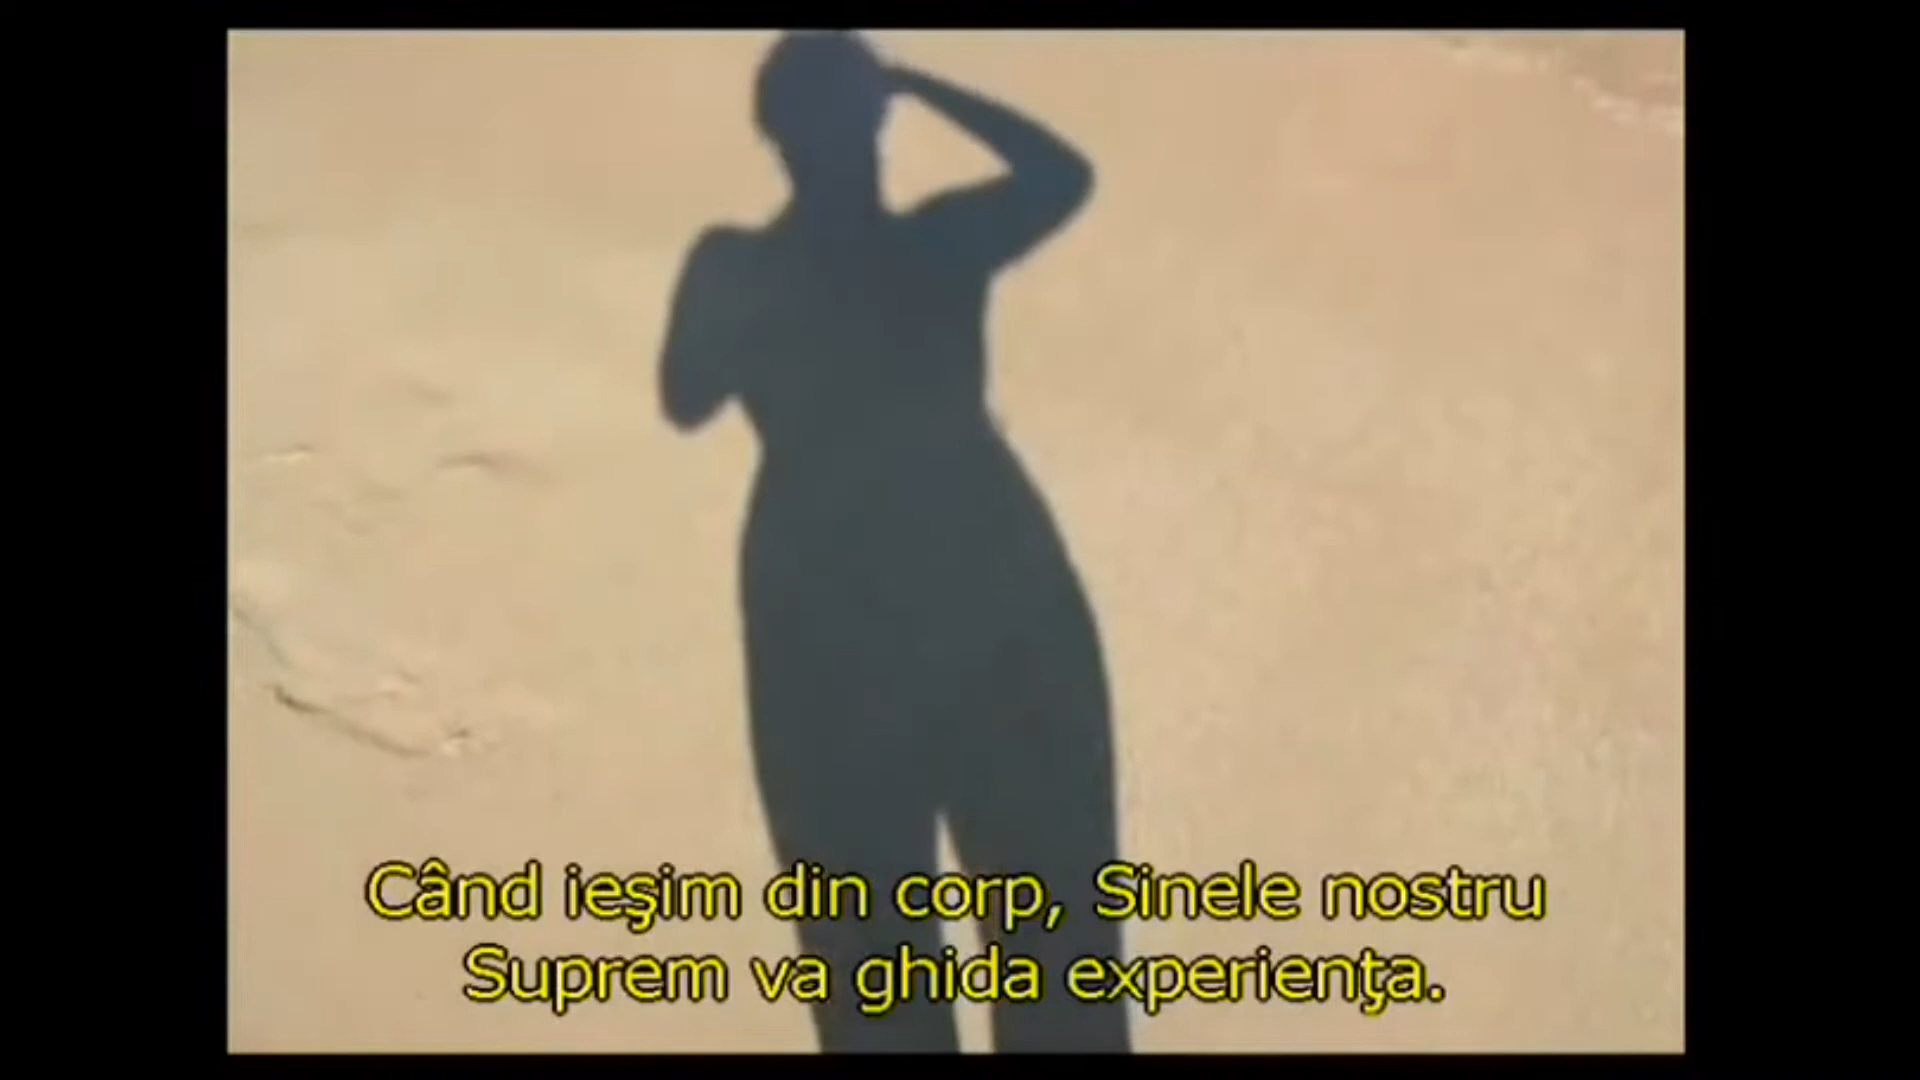 Când ieşim din corp, Sinele nostru
Suprem va ghida experienţa.